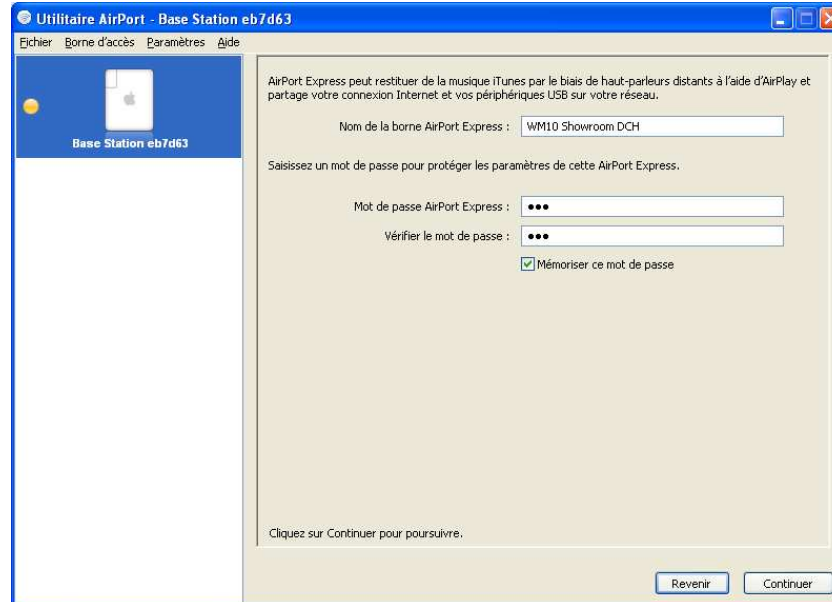 Utilitaire AirPort - Base Station eb7d63
Fichier Borne d'accès Paramètres Aide
Base Station eb7d63
AirPort Express peut restituer de la musique iTunes par le biais de haut-parleurs distants à l'aide d'AirPlay et
partage votre connexion Internet et vos périphériques USB sur votre réseau.
Nom de la borne AirPort Express : WM10 Showroom DCH
Saisissez un mot de passe pour protéger les paramètres de cette AirPort Express.
Mot de passe AirPort Express : •••
Vérifier le mot de passe : •••
Mémoriser ce mot de passe
Cliquez sur Continuer pour poursuivre.
Revenir Continuer